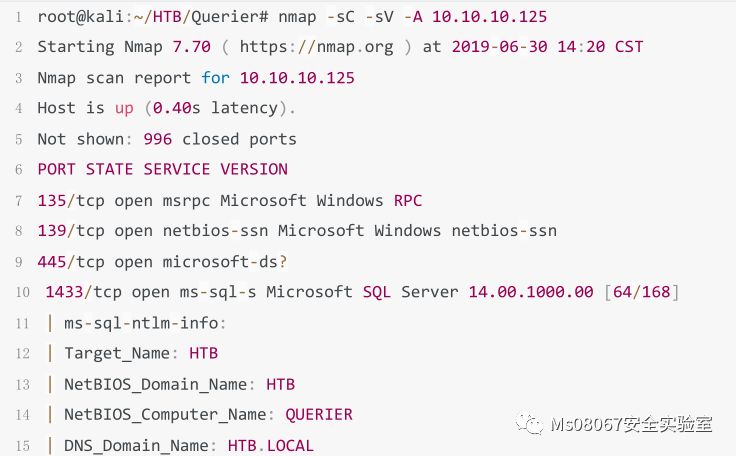 1 root@kali:~/HTB/Querier# nmap -sC -sV -A 10.10.10.125
2 Starting Nmap 7.70 ( https://nmap.org ) at 2019-06-30 14:20 CST
3 Nmap scan report for 10.10.10.125
4 Host is up (0.40s latency).
5 Not shown: 996 closed ports
6 PORT STATE SERVICE VERSION
7 135/tcp open msrpc Microsoft Windows RPC
8 139/tcp open netbios-ssn Microsoft Windows netbios-ssn
9 445/tcp open microsoft-ds?
10 1433/tcp open ms-sql-s Microsoft SQL Server 14.00.1000.00 [64/168]
11 | ms-sql-ntlm-info:
12 | Target_Name: HTB
13 | NetBIOS_Domain_Name: HTB
14 | NetBIOS_Computer_Name: QUERIER
15 | DNS_Domain_Name: HTB.LOCAL
Ms08067安全实验室